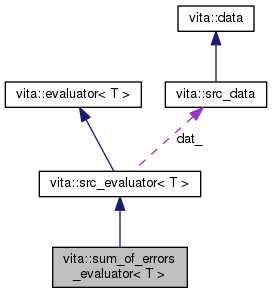 vita::data
vita::evaluator< T >
vita::src_data
dat_
vita::src_evaluator< T >
vita::sum_of_errors
_evaluator< T >